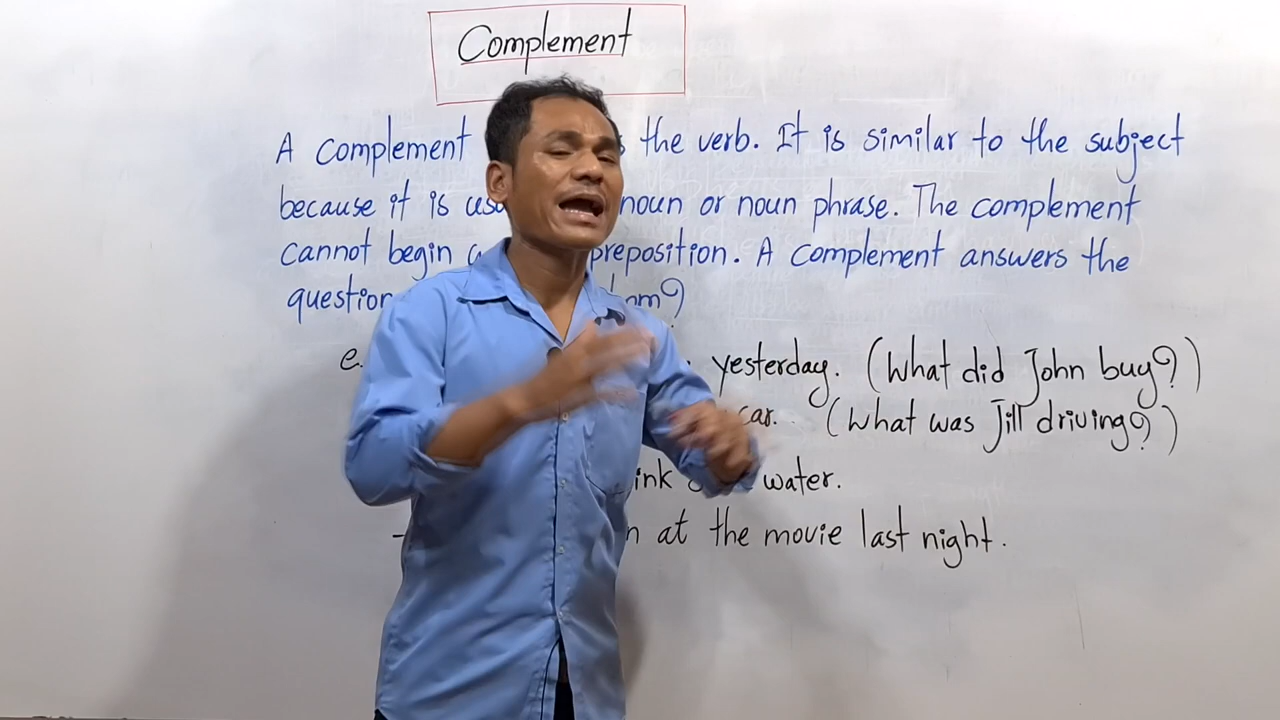 Complement
A complement the verb. It is similar to the subject
because it is noun or noun phrase. The complement
cannot begin preposition. A complement answers the
question
yesterday. (What did John buy?)
car. (What was Jill driving?)
water.
at the movie last night.